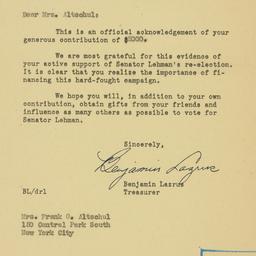 Dear Mrs. Altschul:
This is an official acknowledgement of your
generous contribution of $2000.
We are most grateful for this evidence of
your active support of Senator Lehman's re-election.
It is clear that you realize the importance of fi-
nancing this hard-fought campaign.
We hope you will, in addition to your own
contribution, obtain gifts from your friends and
influence as many others as possible to vote for
Senator Lehman.
Sincerely,
Benjamin Lazrus
Benjamin Lazrus
Treasurer
BL/drl
Mrs. Frank G. Altschul
150 Central Park South
New York City